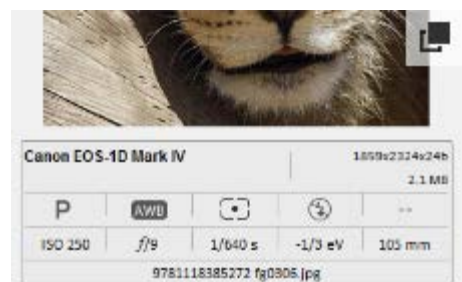 Canon EOS-1D Mark IV
1859x2324x24b
2.1 MB
P AWB --
ISO 250 f/9 1/640 s -1/3 eV 105 mm
9781118385272 fg0306.jpg